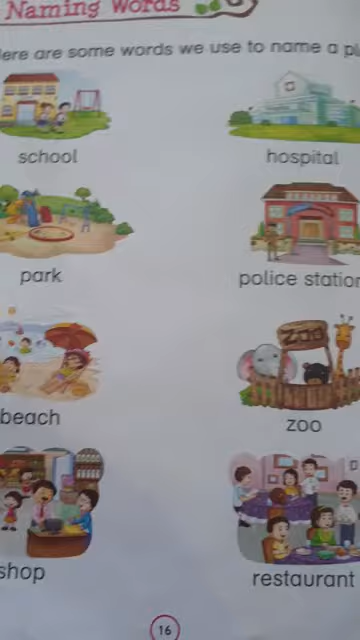 Naming Words
Here are some words we use to name a pl
school hospital
park police station
Zoo
beach zoo
shop restaurant
16